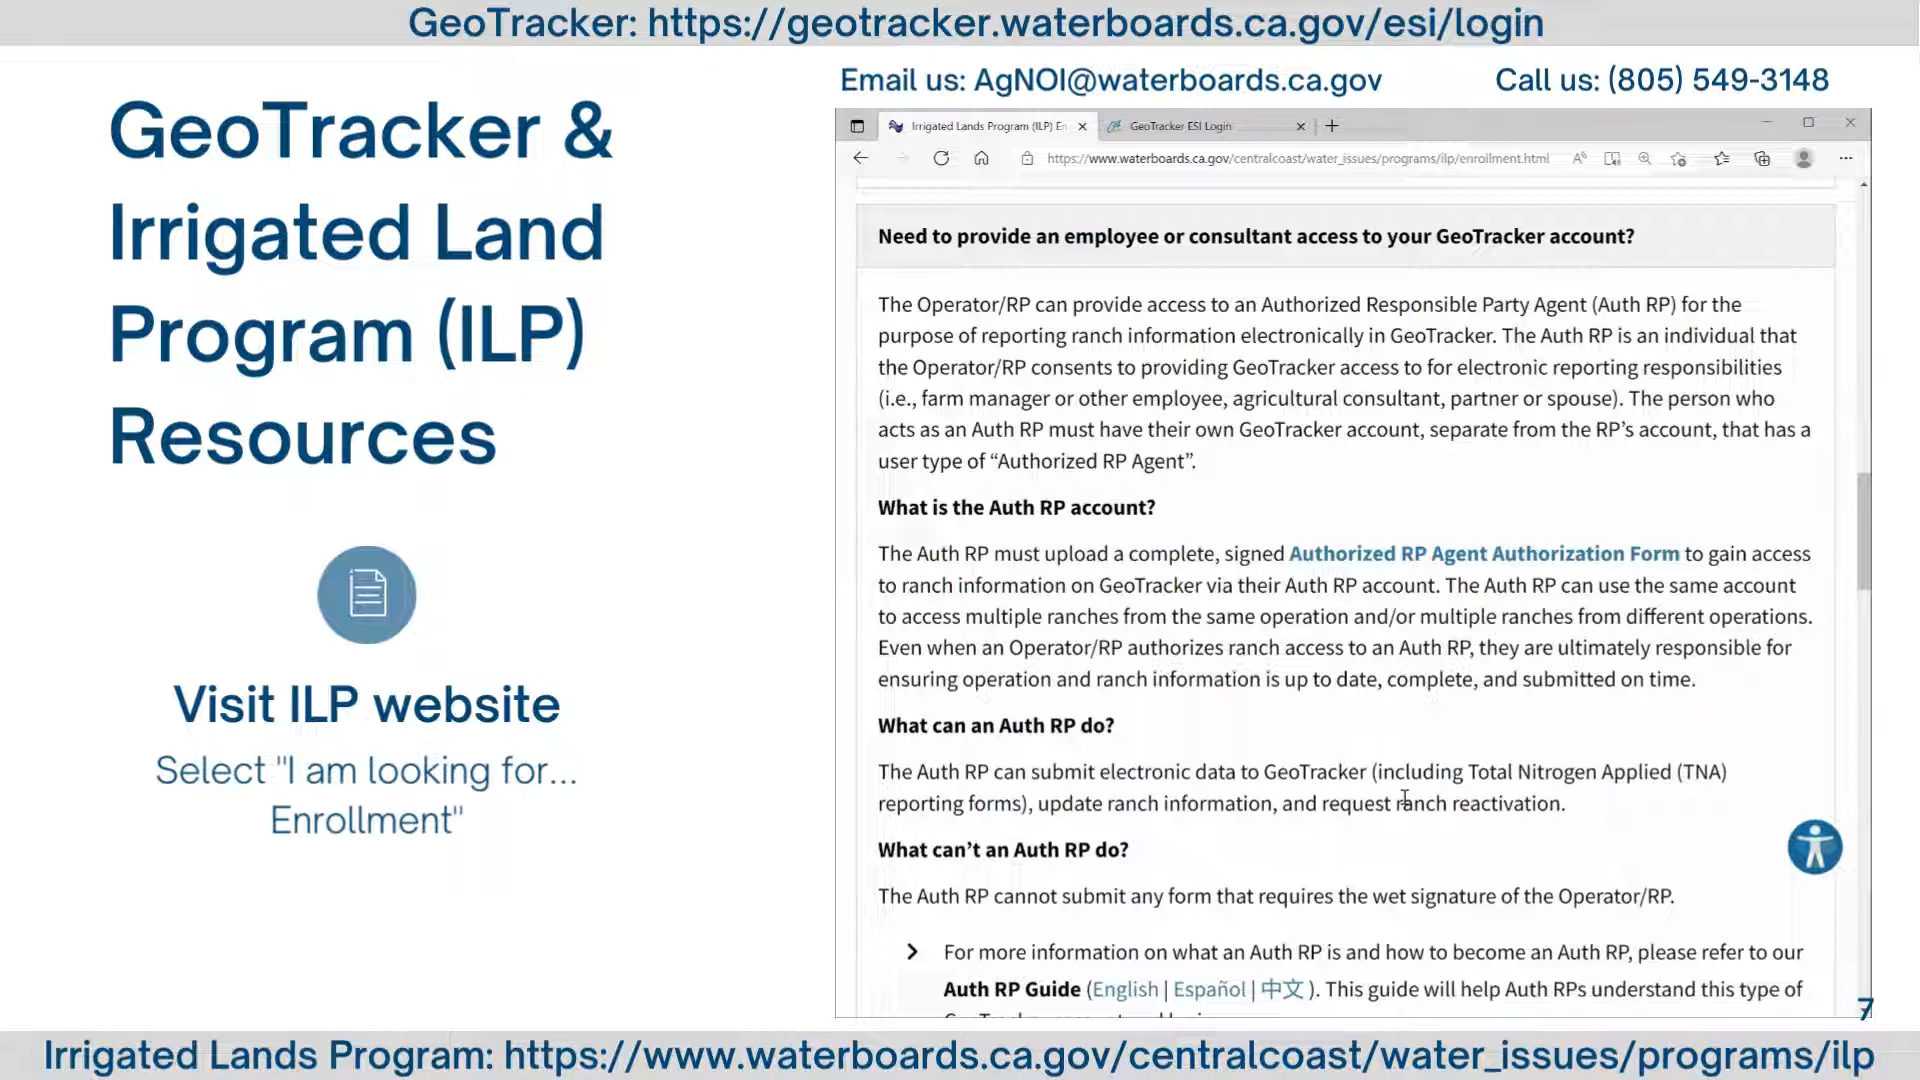 GeoTracker: https://geotracker.waterboards.ca.gov/esi/login
Email us: AgNOI@waterboards.ca.gov
Call us: (805) 549-3148
GeoTracker &
Irrigated Land
Program (ILP)
Resources
Visit ILP website
Select "I am looking for...
Enrollment"
Irrigated Lands Program (ILP) En
GeoTracker ESI Login
https://www.waterboards.ca.gov/centralcoast/water_issues/programs/ilp/enrollment.html
Need to provide an employee or consultant access to your GeoTracker account?
The Operator/RP can provide access to an Authorized Responsible Party Agent (Auth RP) for the
purpose of reporting ranch information electronically in GeoTracker. The Auth RP is an individual that
the Operator/RP consents to providing GeoTracker access to for electronic reporting responsibilities
(i.e., farm manager or other employee, agricultural consultant, partner or spouse). The person who
acts as an Auth RP must have their own GeoTracker account, separate from the RP’s account, that has a
user type of “Authorized RP Agent”.
What is the Auth RP account?
The Auth RP must upload a complete, signed Authorized RP Agent Authorization Form to gain access
to ranch information on GeoTracker via their Auth RP account. The Auth RP can use the same account
to access multiple ranches from the same operation and/or multiple ranches from different operations.
Even when an Operator/RP authorizes ranch access to an Auth RP, they are ultimately responsible for
ensuring operation and ranch information is up to date, complete, and submitted on time.
What can an Auth RP do?
The Auth RP can submit electronic data to GeoTracker (including Total Nitrogen Applied (TNA)
reporting forms), update ranch information, and request ranch reactivation.
What can’t an Auth RP do?
The Auth RP cannot submit any form that requires the wet signature of the Operator/RP.
For more information on what an Auth RP is and how to become an Auth RP, please refer to our
Auth RP Guide (English | Español | 中文 ). This guide will help Auth RPs understand this type of
7
Irrigated Lands Program: https://www.waterboards.ca.gov/centralcoast/water_issues/programs/ilp